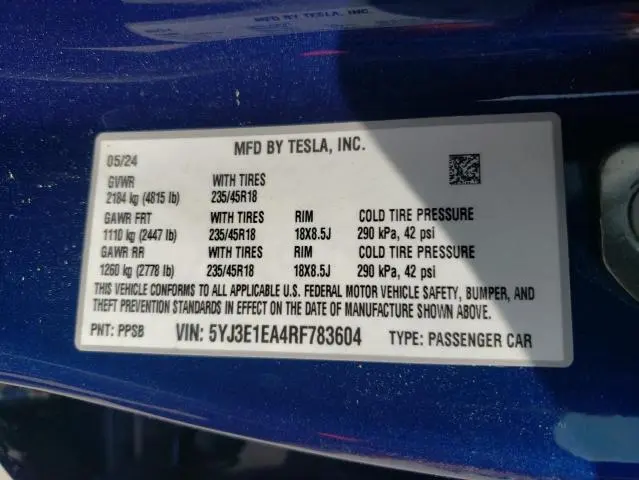 MFD BY TESLA, INC.
05/24
GVWR WITH TIRES
2184 kg (4815 lb) 235/45R18
GAWR FRT WITH TIRES RIM COLD TIRE PRESSURE
1110 kg (2447 lb) 235/45R18 18X8.5J 290 kPa, 42 psi
GAWR RR WITH TIRES RIM COLD TIRE PRESSURE
1260 kg (2778 lb) 235/45R18 18X8.5J 290 kPa, 42 psi
THIS VEHICLE CONFORMS TO ALL APPLICABLE U.S. FEDERAL MOTOR VEHICLE SAFETY, BUMPER, AND
THEFT PREVENTION STANDARDS IN EFFECT ON THE DATE OF MANUFACTURE SHOWN ABOVE.
PNT: PPSB VIN: 5YJ3E1EA4RF783604 TYPE: PASSENGER CAR